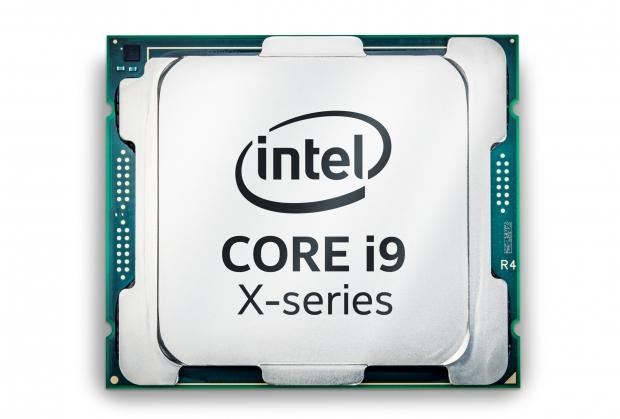 intel
CORE i9
X-series
R4